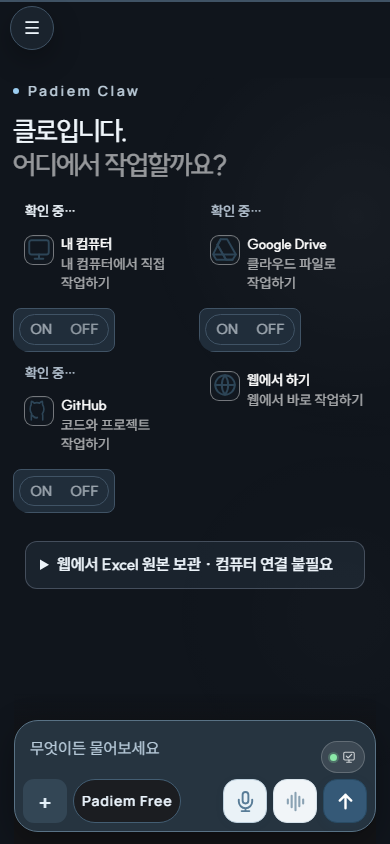 Padiem Claw
클로입니다.
어디에서 작업할까요?
확인 중…
내 컴퓨터
내 컴퓨터에서 직접
작업하기
ON OFF
확인 중…
Google Drive
클라우드 파일로
작업하기
ON OFF
확인 중…
GitHub
코드와 프로젝트
작업하기
ON OFF
웹에서 하기
웹에서 바로 작업하기
▶ 웹에서 Excel 원본 보관 · 컴퓨터 연결 불필요
무엇이든 물어보세요
+ Padiem Free